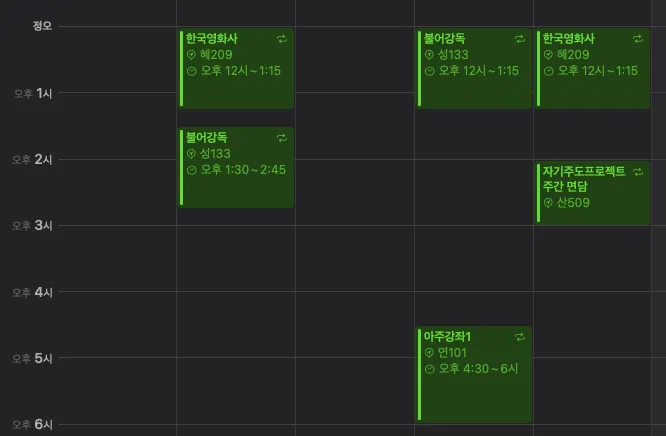 정오
오후 1시
오후 2시
오후 3시
오후 4시
오후 5시
오후 6시
한국영화사
혜209
오후 12시~1:15
불어강독
성133
오후 1:30~2:45
불어강독
성133
오후 12시~1:15
아주강좌1
연101
오후 4:30~6시
한국영화사
혜209
오후 12시~1:15
자기주도프로젝트
주간 면담
산509